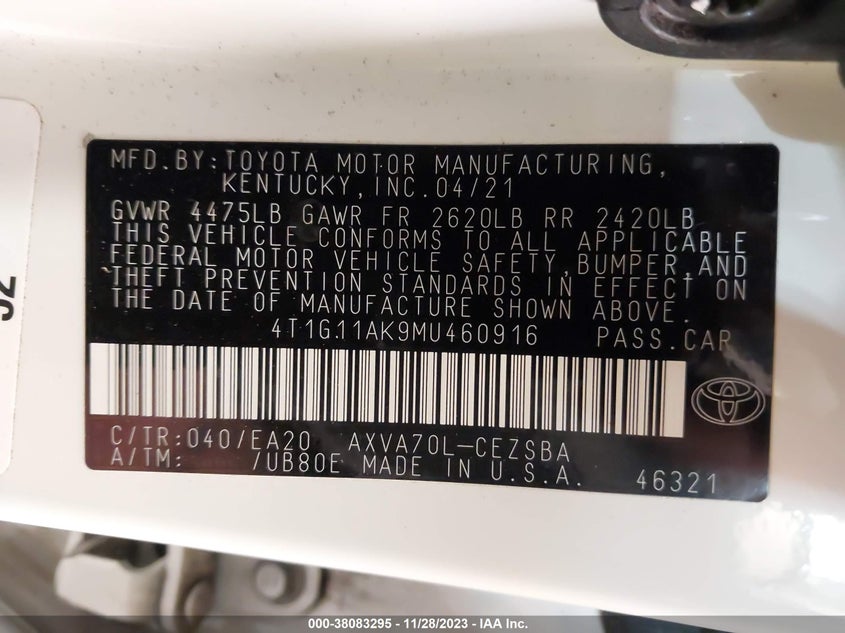 MFD.BY:TOYOTA MOTOR MANUFACTURING,
KENTUCKY,INC.04/21
GVWR 4475LB GAWR FR 2620LB RR 2420LB
THIS VEHICLE CONFORMS TO ALL APPLICABLE
FEDERAL MOTOR VEHICLE SAFETY,BUMPER,AND
THEFT PREVENTION STANDARDS IN EFFECT ON
THE DATE OF MANUFACTURE SHOWN ABOVE.
4T1G11AK9MU460916 PASS.CAR
C/TR:040/EA20 AXVA70L-CEZSBA
A/TM: /UB80E MADE IN U.S.A. 46321
000-38083295 - 11/28/2023 - IAA Inc.